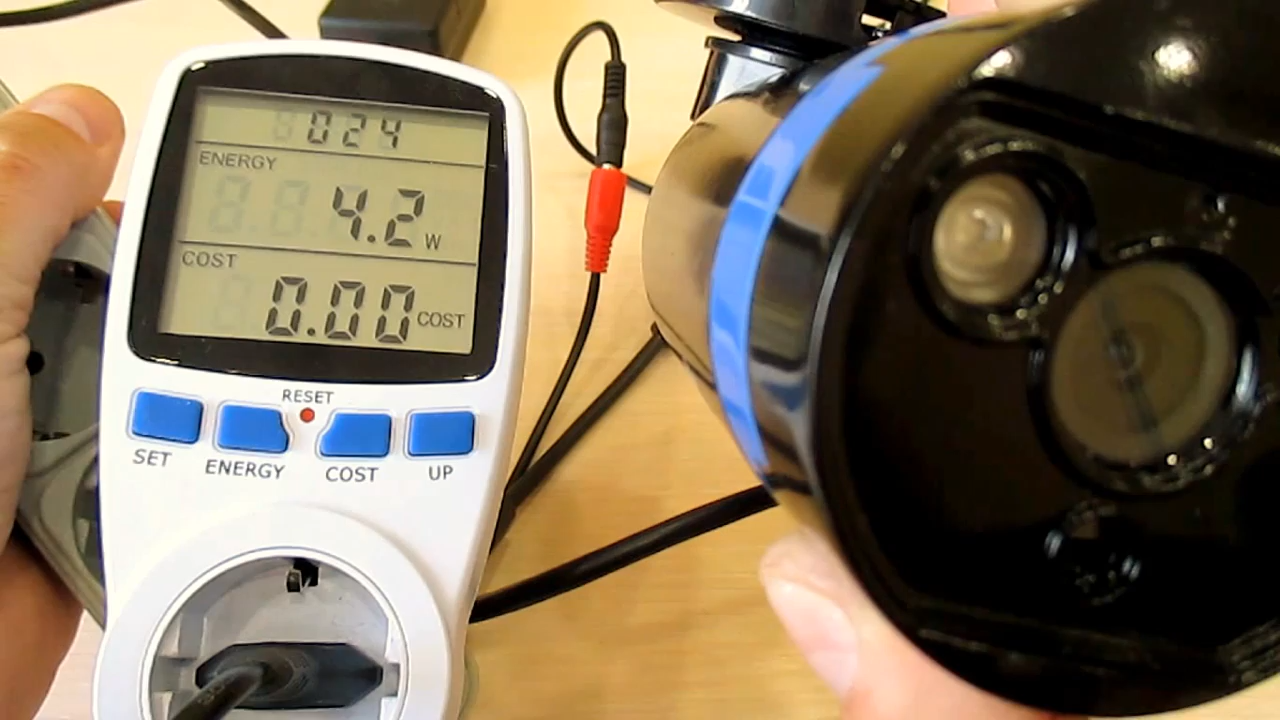 024
ENERGY
4.2 W
COST
0.00 COST
RESET
SET ENERGY COST UP